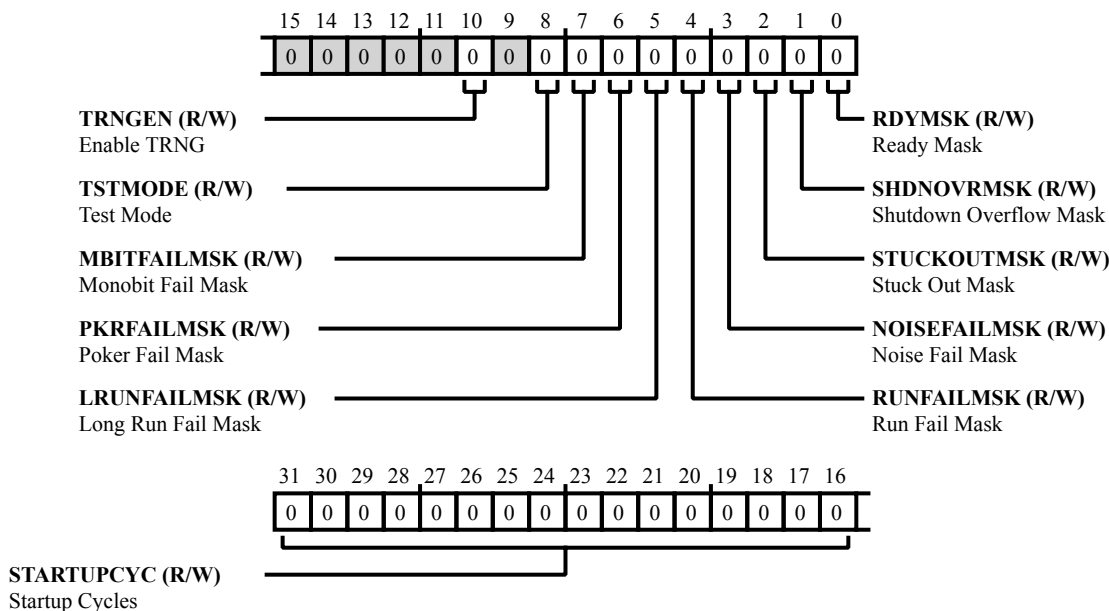 15 14 13 12 11 10 9 8 7 6 5 4 3 2 1 0
0 0 0 0 0 0 0 0 0 0 0 0 0 0 0 0
TRNGEN (R/W)
Enable TRNG
TSTMODE (R/W)
Test Mode
MBITFAILMSK (R/W)
Monobit Fail Mask
PKRFAILMSK (R/W)
Poker Fail Mask
LRUNFAILMSK (R/W)
Long Run Fail Mask
RDYMSK (R/W)
Ready Mask
SHDNOVRMSK (R/W)
Shutdown Overflow Mask
STUCKOUTMSK (R/W)
Stuck Out Mask
NOISEFAILMSK (R/W)
Noise Fail Mask
RUNFAILMSK (R/W)
Run Fail Mask
31 30 29 28 27 26 25 24 23 22 21 20 19 18 17 16
0 0 0 0 0 0 0 0 0 0 0 0 0 0 0 0
STARTUPCYC (R/W)
Startup Cycles